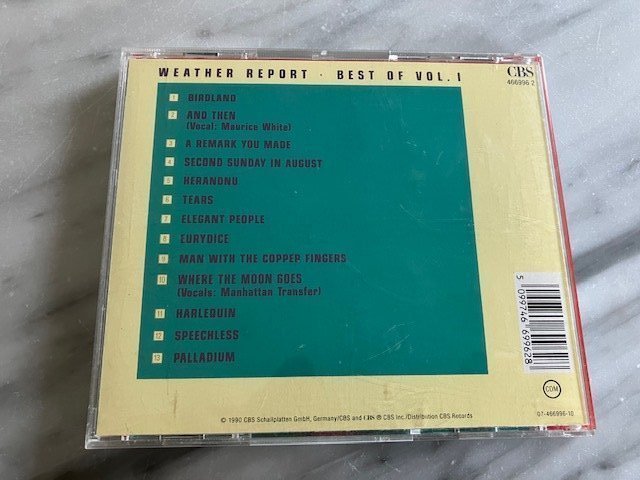 WEATHER REPORT · BEST OF VOL. I
CBS
466996 2
1 BIRDLAND
2 AND THEN
(Vocal: Maurice White)
3 A REMARK YOU MADE
4 SECOND SUNDAY IN AUGUST
5 HERANDNU
6 TEARS
7 ELEGANT PEOPLE
8 EURYDICE
9 MAN WITH THE COPPEP FINGERS
10 WHERE THE MOON GOES
(Vocals: Manhattan Transfer)
11 HARLEQUIN
12 SPEECHLESS
13 PALLADIUM
5 099746 699628
COM
© 1990 CBS Schallplatten GmbH, Germany/CBS and CBS ® CBS Inc./Distribution CBS Records
07-466996-10